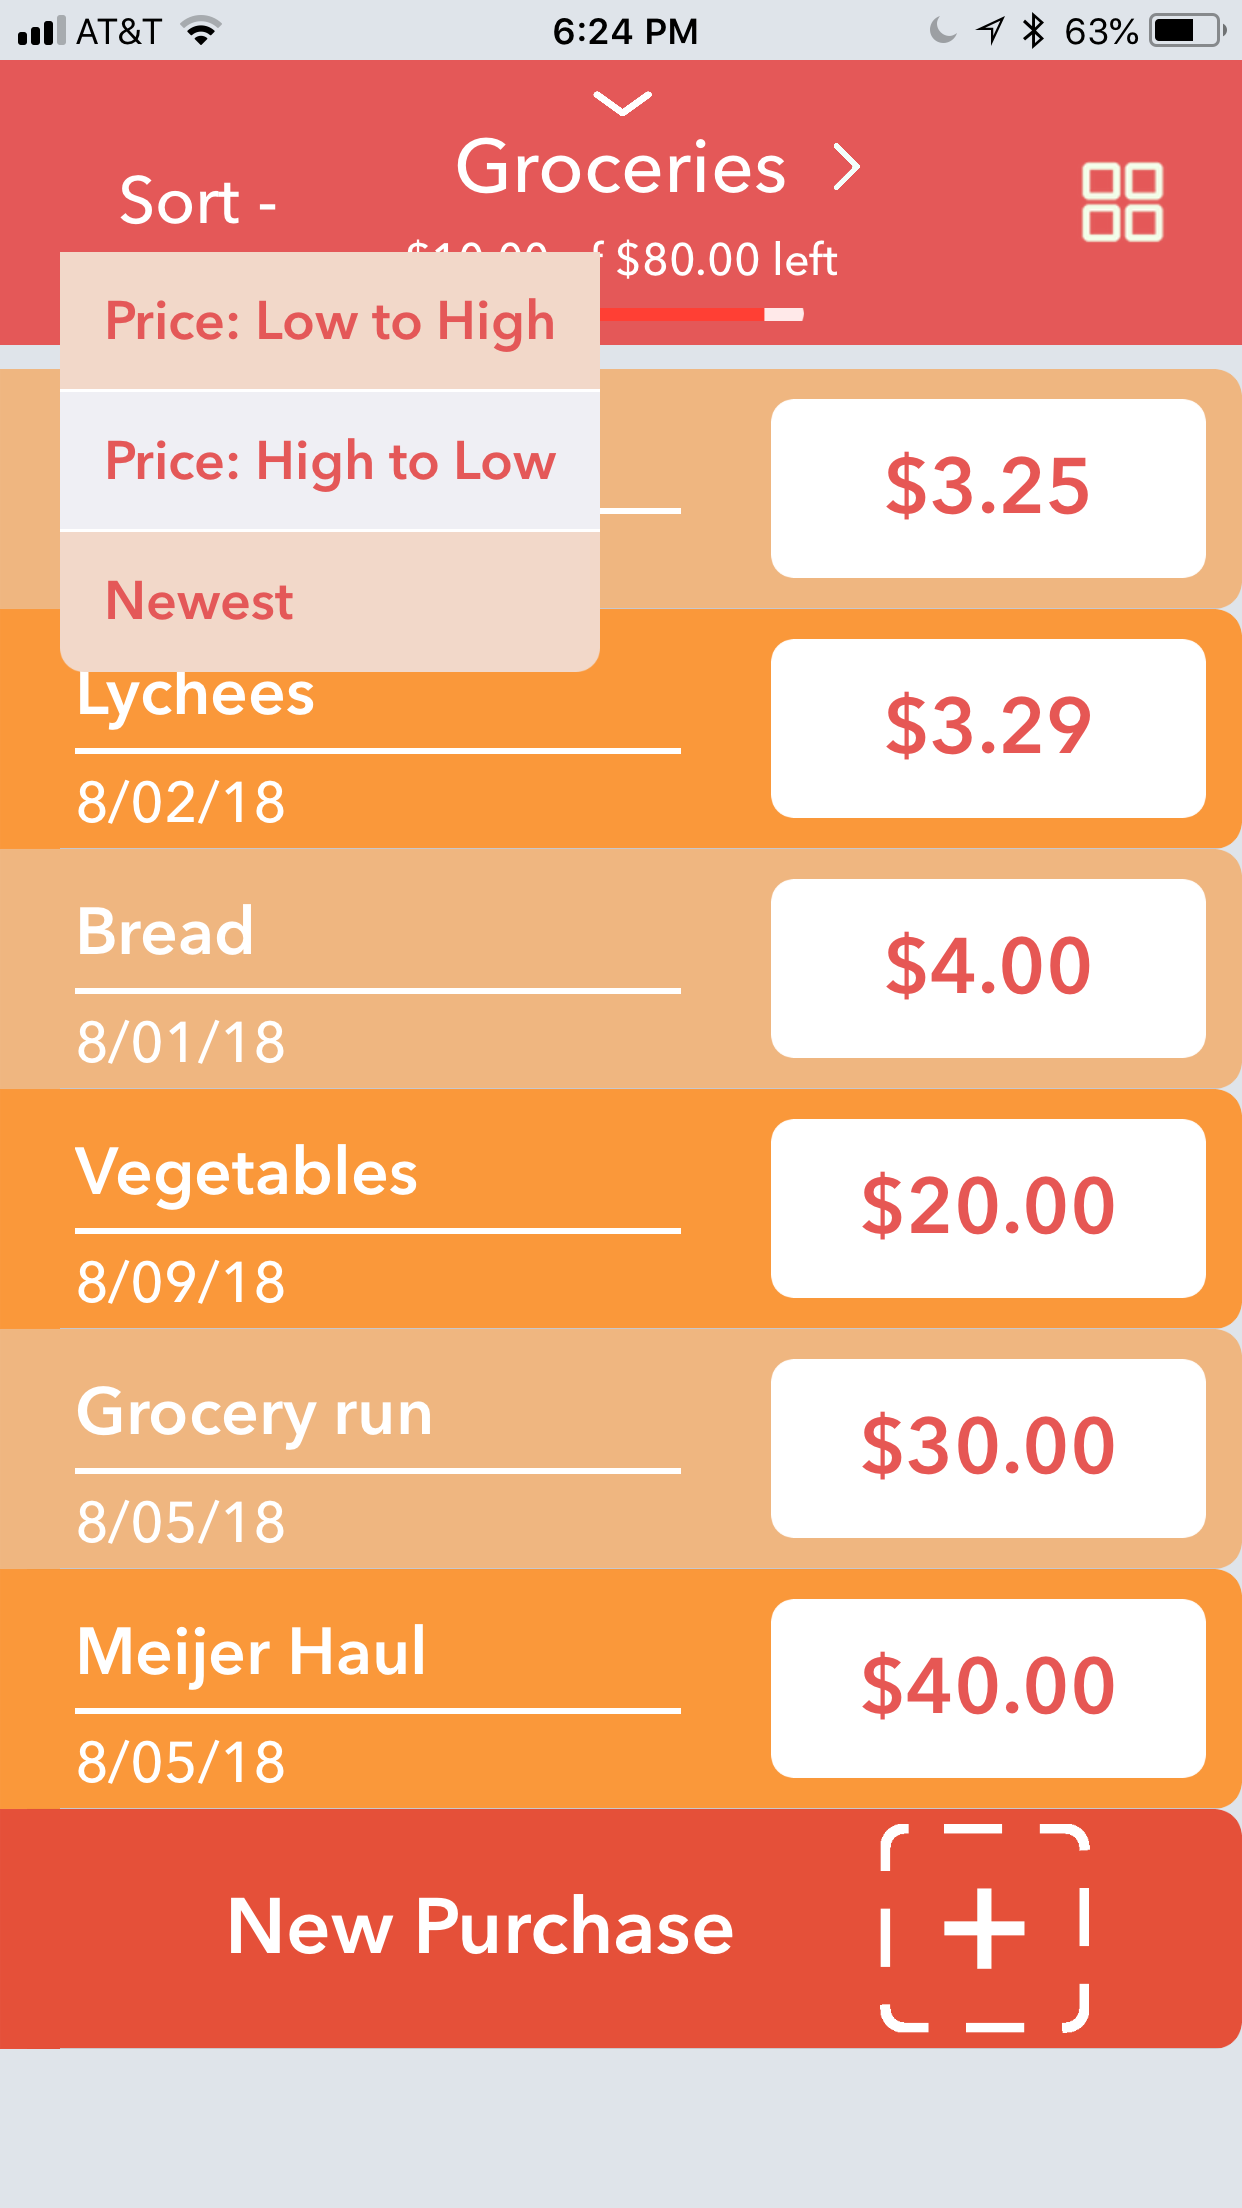 AT&T 6:24 PM 63%
Groceries
Sort -
$80.00 left
Price: Low to High
Price: High to Low
Newest
$3.25
Lychees
8/02/18
$3.29
Bread
8/01/18
$4.00
Vegetables
8/09/18
$20.00
Grocery run
8/05/18
$30.00
Meijer Haul
8/05/18
$40.00
New Purchase